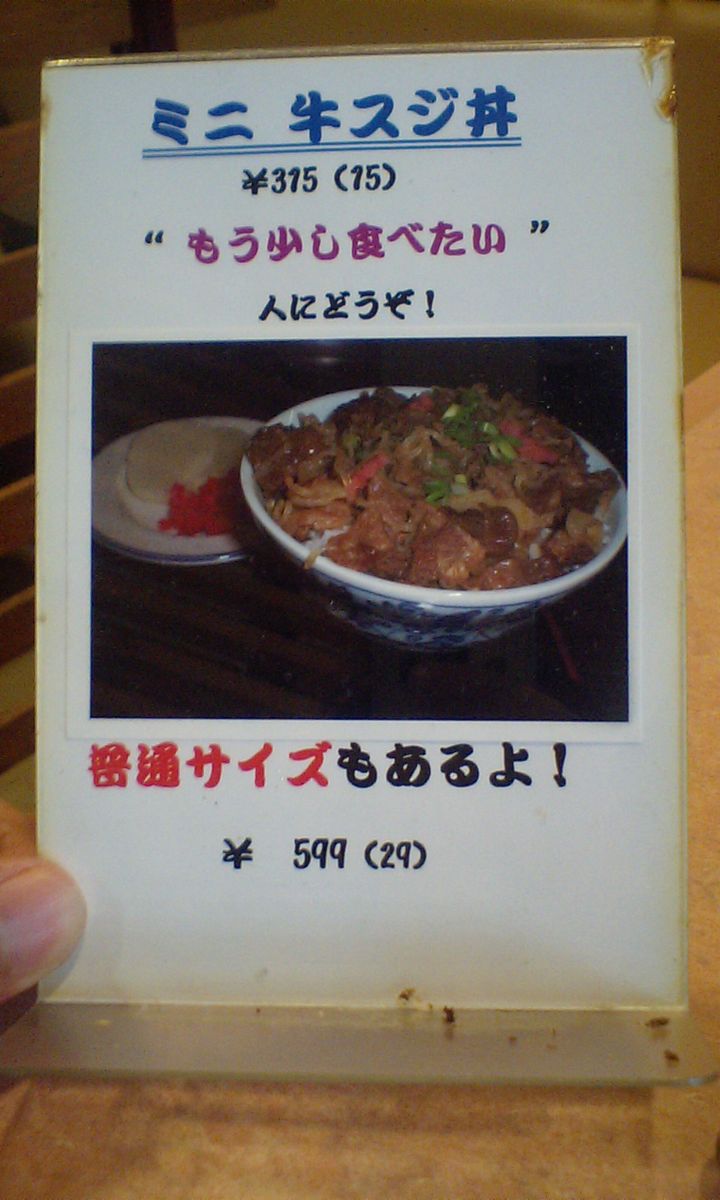 ミニ 牛スジ丼
¥315 (15)
“ もう少し食べたい ”
人にどうぞ！
普通サイズもあるよ！
¥ 599 (29)